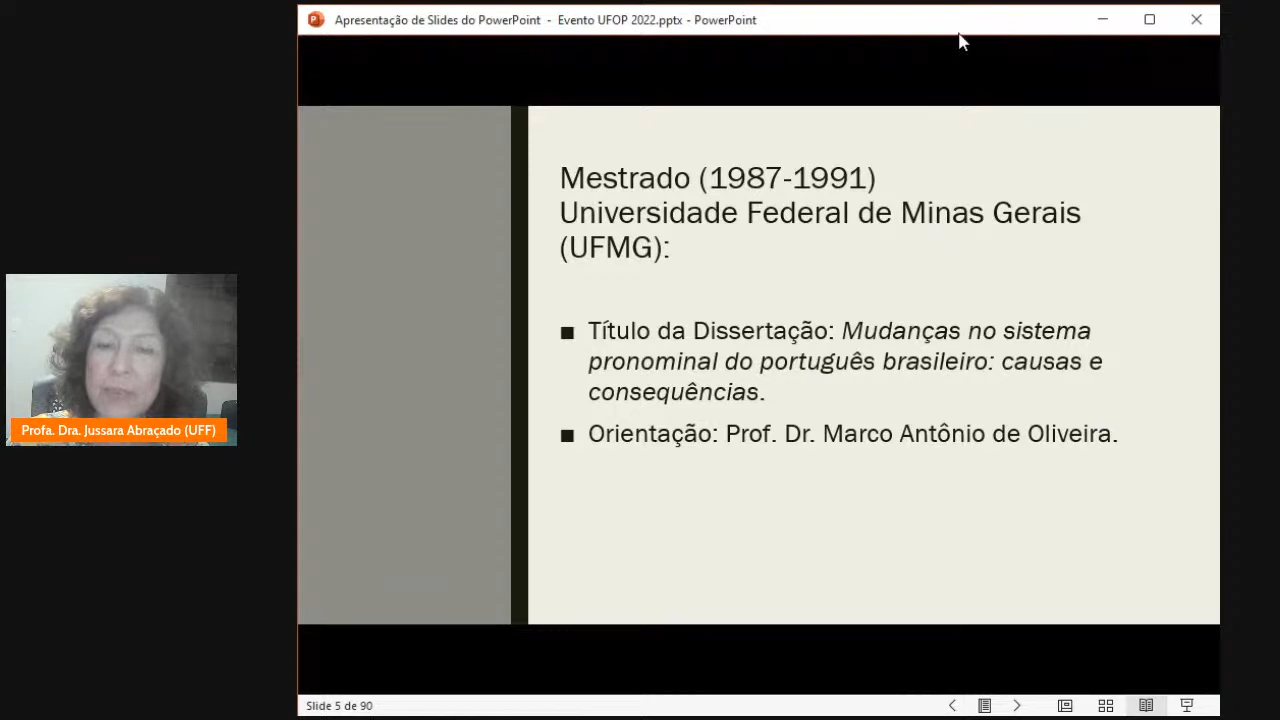 Apresentação de Slides do PowerPoint - Evento UFOP 2022.pptx - PowerPoint
Mestrado (1987-1991)
Universidade Federal de Minas Gerais
(UFMG):
■ Título da Dissertação: Mudanças no sistema
pronominal do português brasileiro: causas e
consequências.
■ Orientação: Prof. Dr. Marco Antônio de Oliveira.
Profa. Dra. Jussara Abraçado (UFF)
Slide 5 de 90